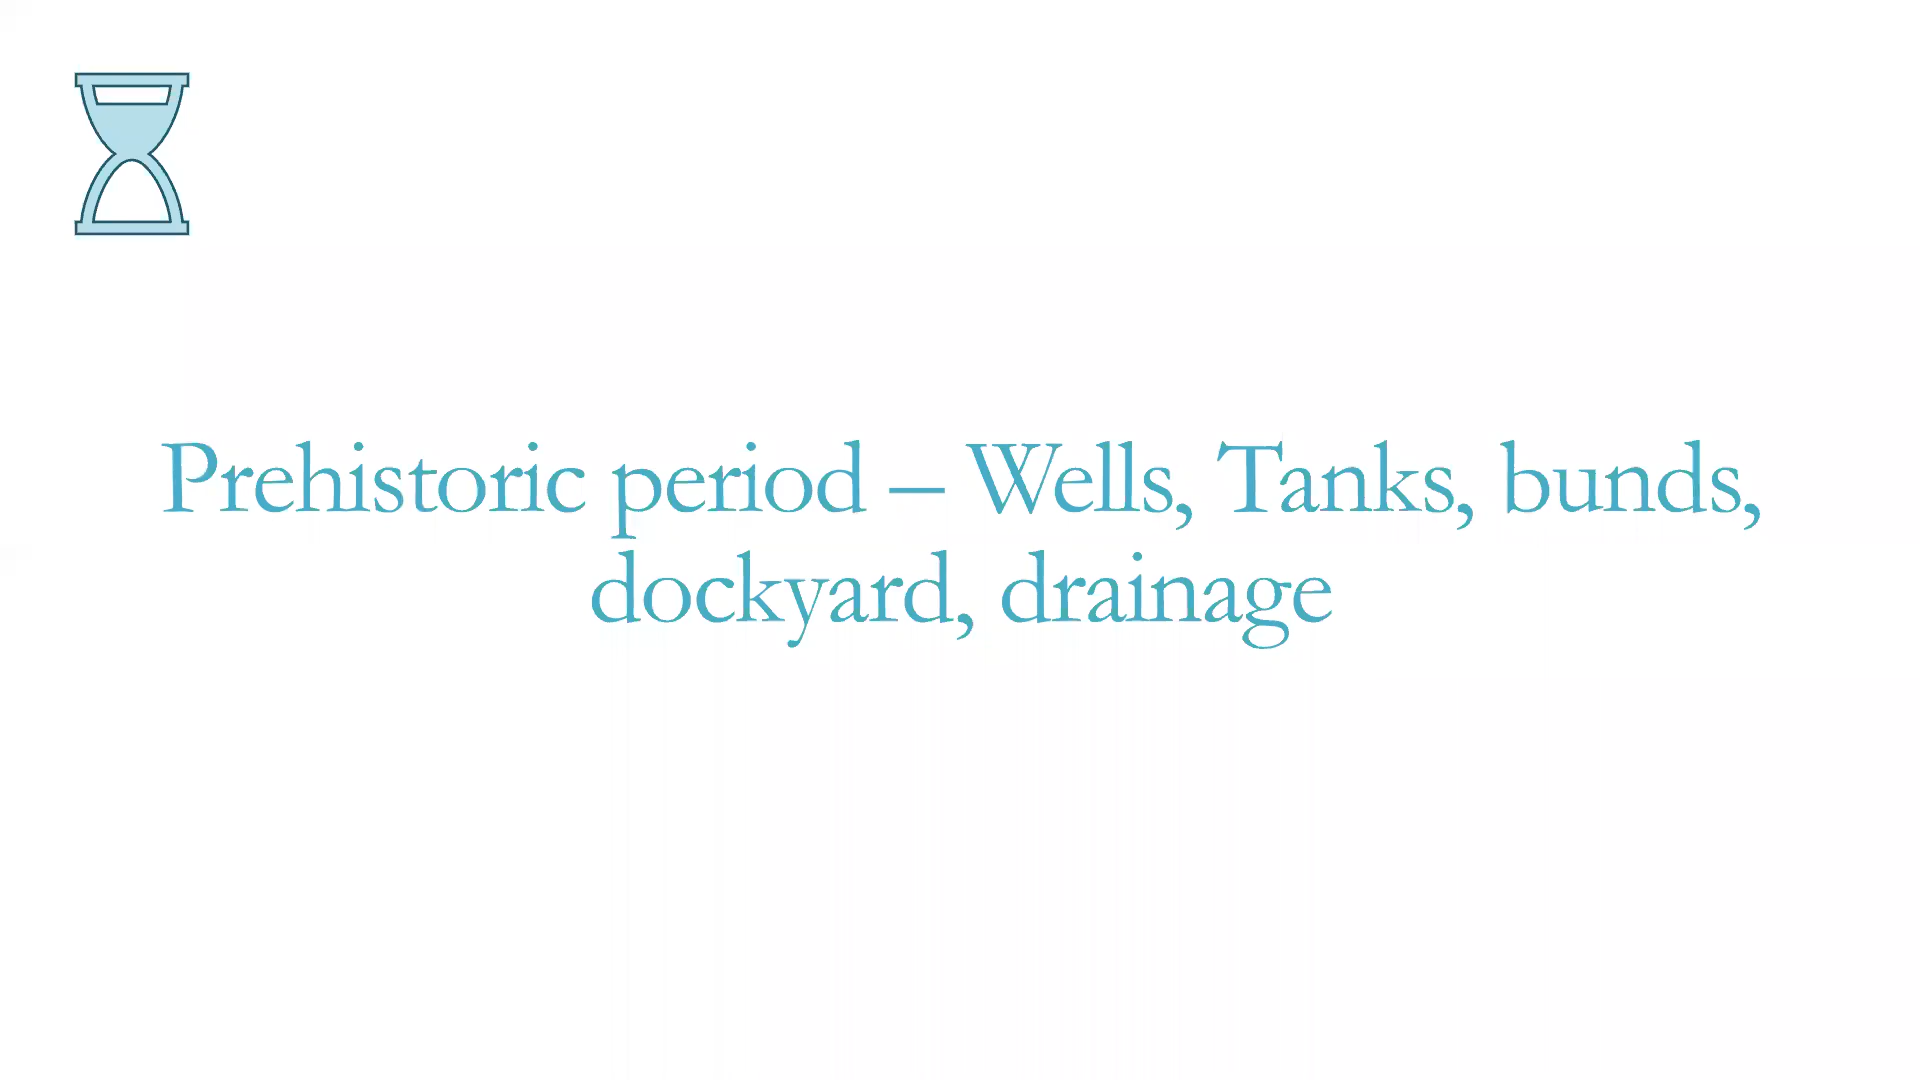 Prehistoric period – Wells, Tanks, bunds,
dockyard, drainage